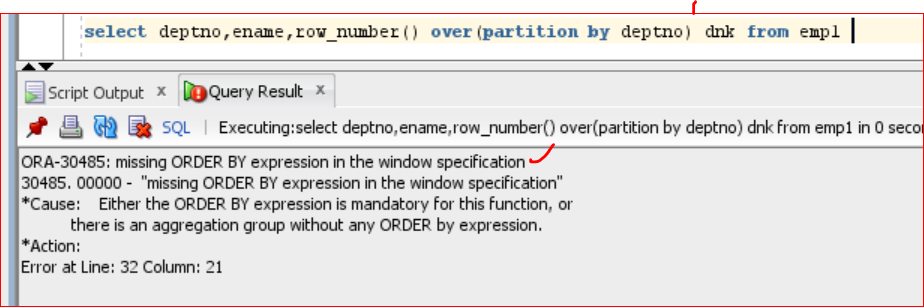 select deptno,ename,row_number() over(partition by deptno) dnk from emp1
Script Output x Query Result x
SQL | Executing:select deptno,ename,row_number() over(partition by deptno) dnk from emp1 in 0 seco
ORA-30485: missing ORDER BY expression in the window specification
30485. 00000 - "missing ORDER BY expression in the window specification"
*Cause: Either the ORDER BY expression is mandatory for this function, or
there is an aggregation group without any ORDER by expression.
*Action:
Error at Line: 32 Column: 21